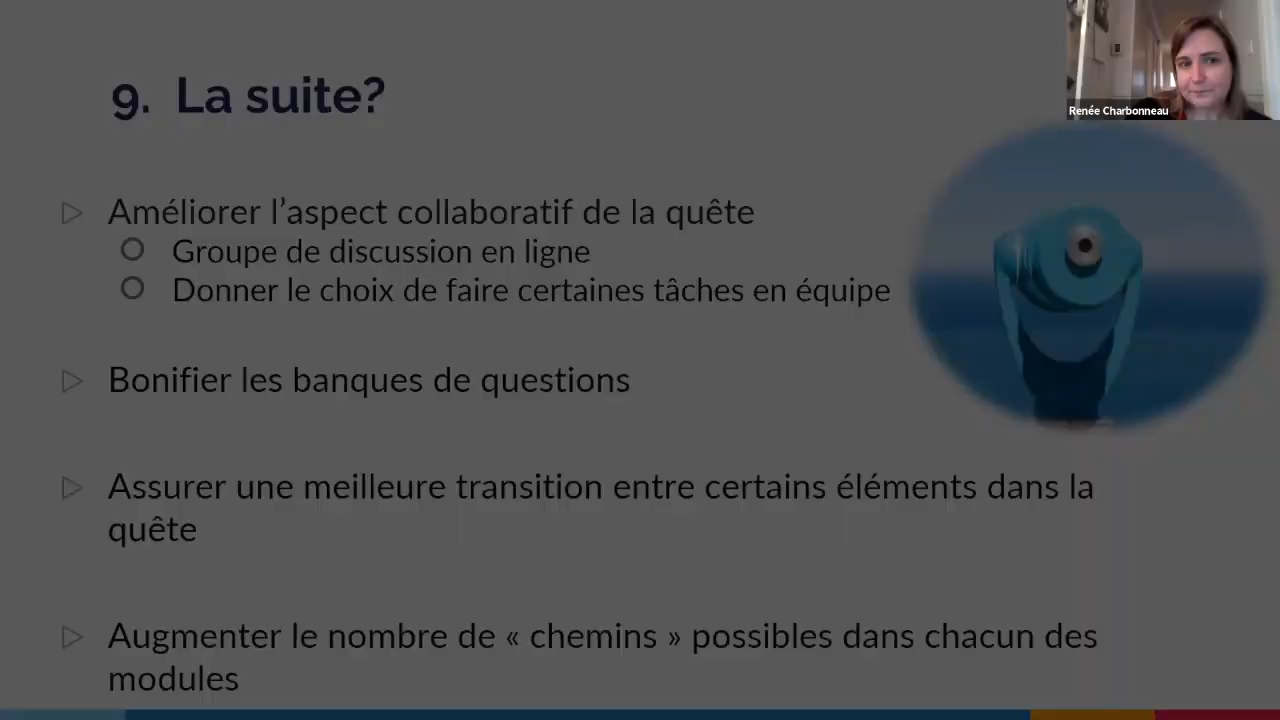 Renée Charbonneau
9. La suite?
Améliorer l'aspect collaboratif de la quête
Groupe de discussion en ligne
Donner le choix de faire certaines tâches en équipe
Bonifier les banques de questions
Assurer une meilleure transition entre certains éléments dans la
quête
Augmenter le nombre de « chemins » possibles dans chacun des
modules